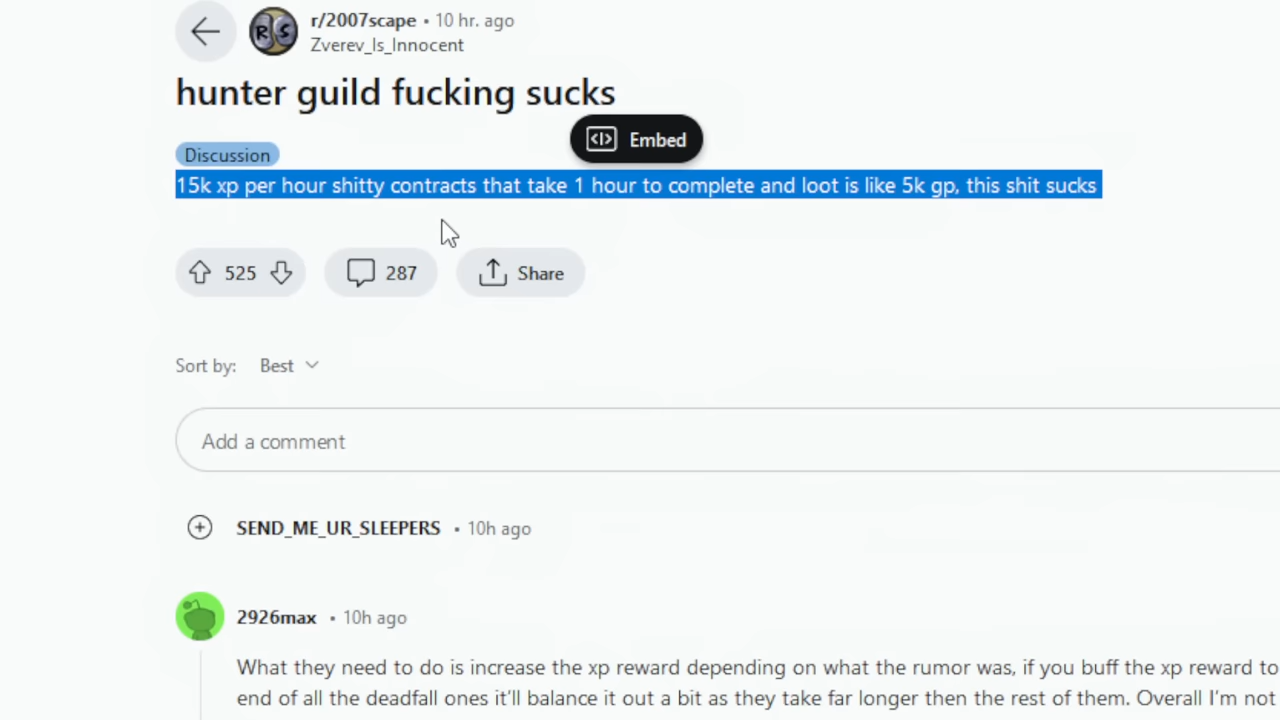 r/2007scape • 10 hr. ago
Zverev_Is_Innocent
hunter guild fucking sucks
Embed
Discussion
15k xp per hour shitty contracts that take 1 hour to complete and loot is like 5k gp, this shit sucks
525 287 Share
Sort by: Best
Add a comment
SEND_ME_UR_SLEEPERS • 10h ago
2926max • 10h ago
What they need to do is increase the xp reward depending on what the rumor was, if you buff the xp reward to
end of all the deadfall ones it'll balance it out a bit as they take far longer then the rest of them. Overall I'm not